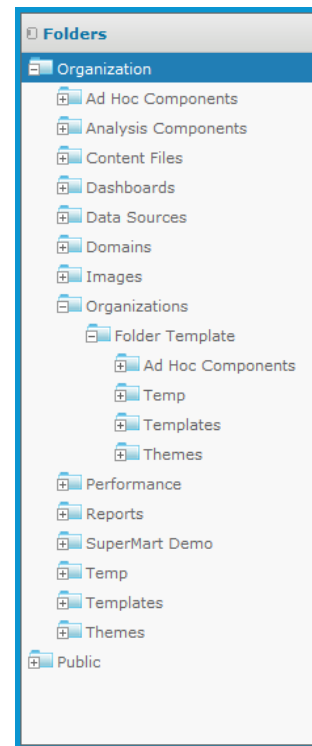 Folders
Organization
Ad Hoc Components
Analysis Components
Content Files
Dashboards
Data Sources
Domains
Images
Organizations
Folder Template
Ad Hoc Components
Temp
Templates
Themes
Performance
Reports
SuperMart Demo
Temp
Templates
Themes
Public